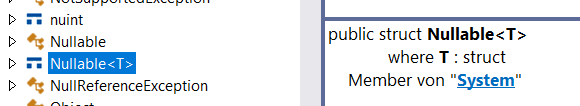 NotSupportedException
nuint
Nullable
Nullable<T>
NullReferenceException
Object
public struct Nullable<T>
where T : struct
Member von "System"